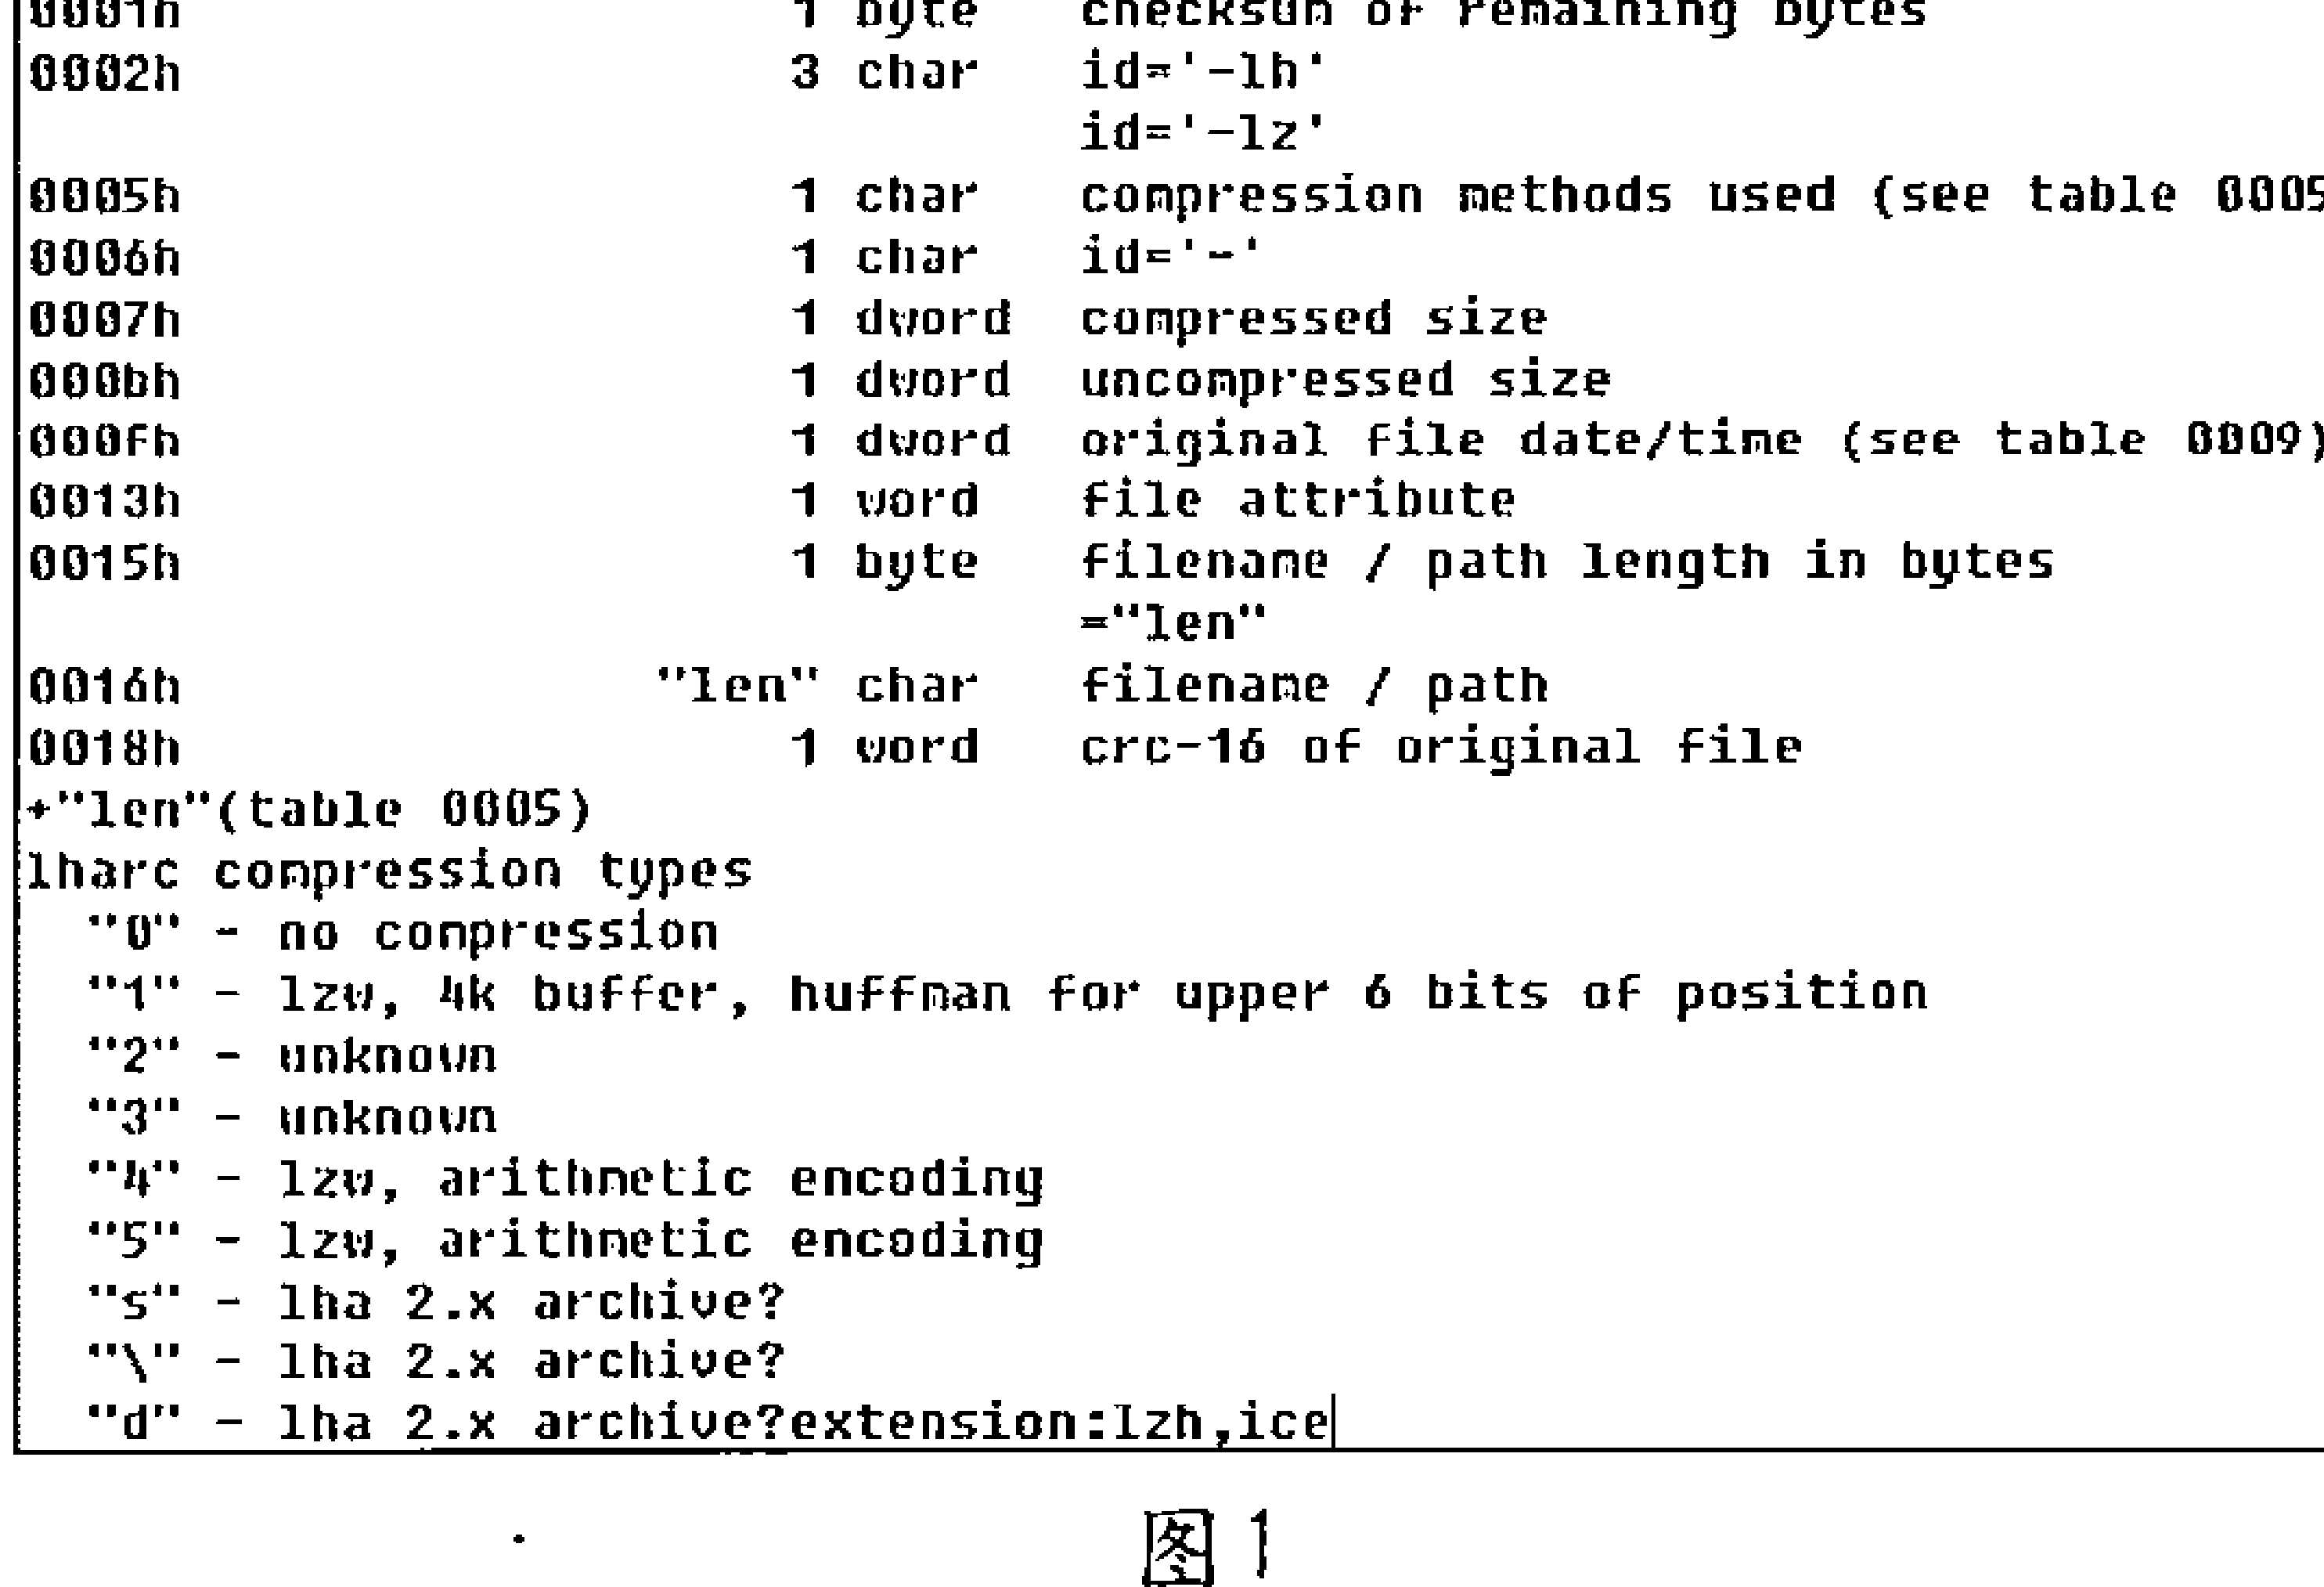 0001h 1 byte checksum of remaining bytes
0002h 3 char id='-lh'
id='-lz'
0005h 1 char compression methods used (see table 0005
0006h 1 char id='-'
0007h 1 dword compressed size
000bh 1 dword uncompressed size
000fh 1 dword original file date/time (see table 0009)
0013h 1 word file attribute
0015h 1 byte filename / path length in bytes
="len"
0016h "len" char filename / path
0018h 1 word crc-16 of original file
+"len"(table 0005)
lharc compression types
"0" - no compression
"1" - lzw, 4k buffer, huffman for upper 6 bits of position
"2" - unknown
"3" - unknown
"4" - lzw, arithmetic encoding
"5" - lzw, arithmetic encoding
"s" - lha 2.x archive?
"\" - lha 2.x archive?
"d" - lha 2.x archive?extension:lzh,ice
图1